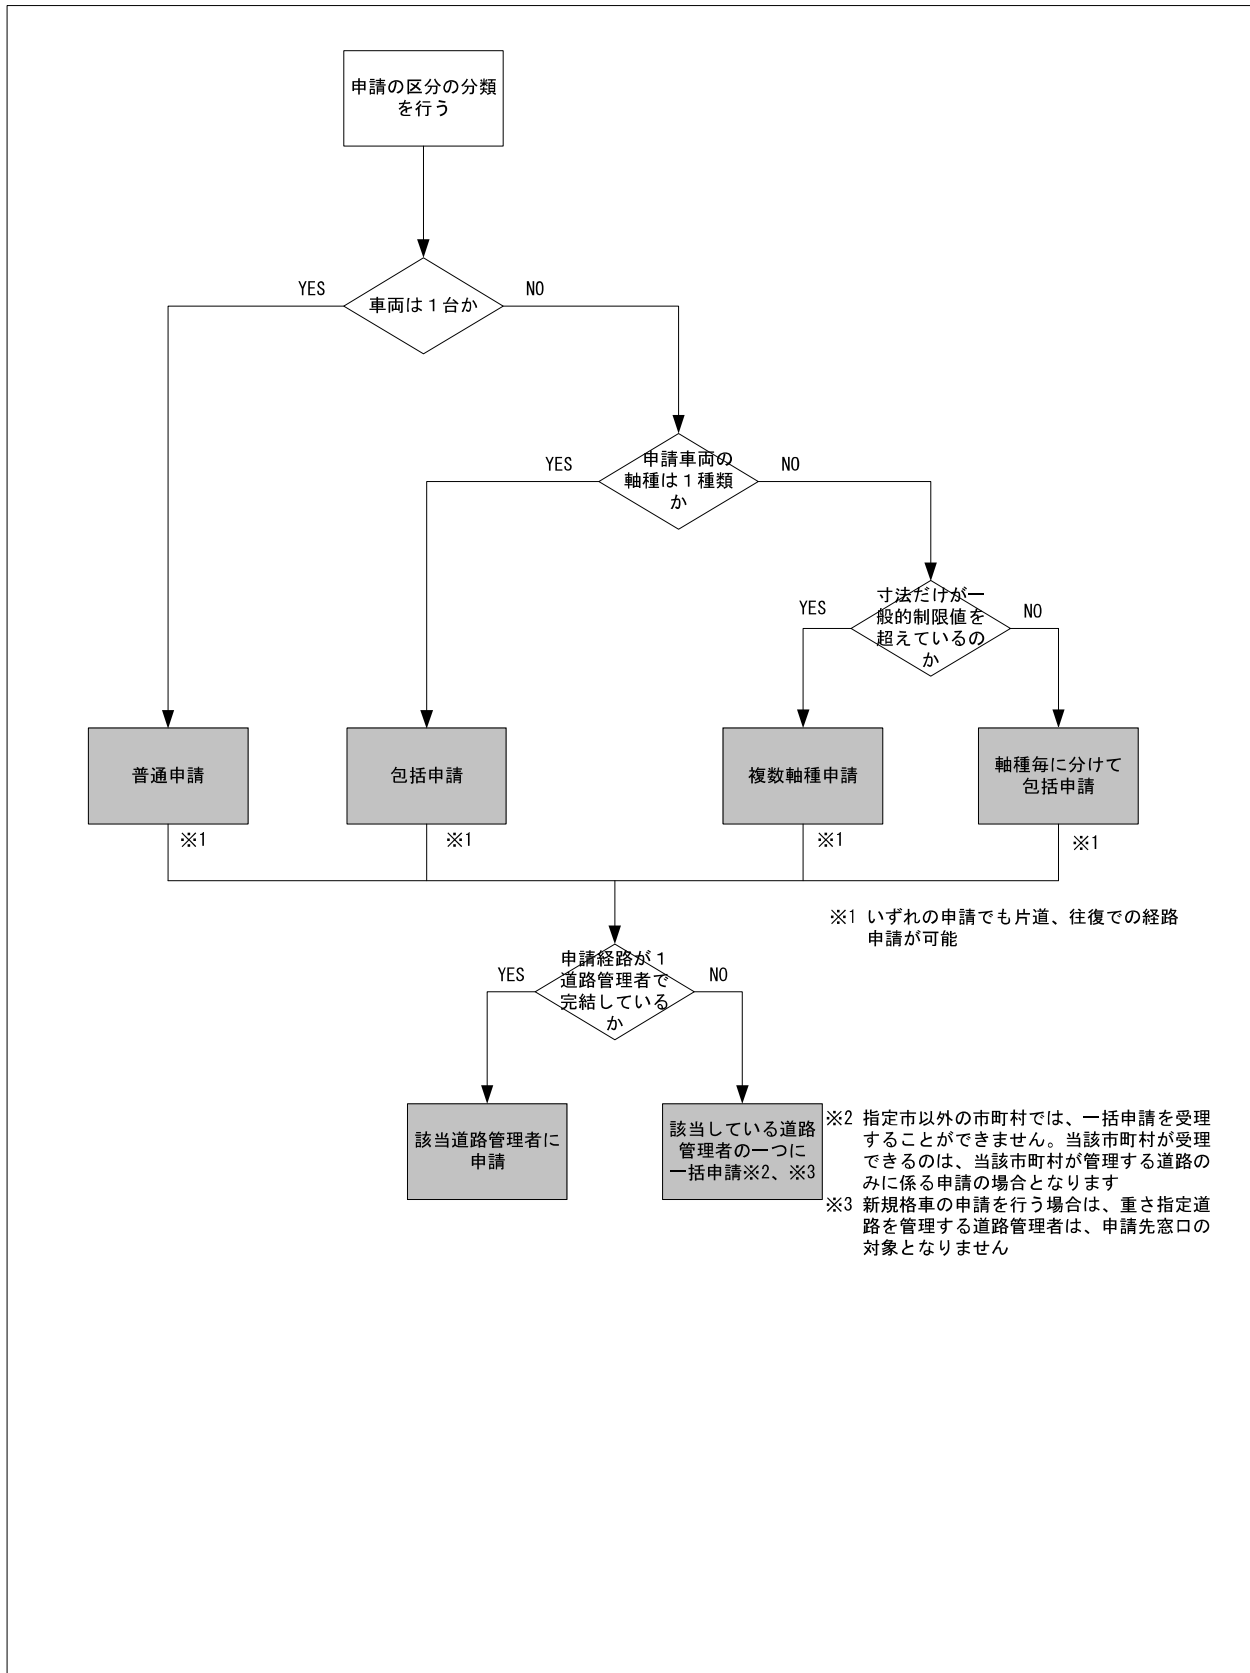 申請の区分の分類
を行う
YES
車両は１台か
NO
YES
申請車両の
軸種は１種類
か
NO
YES
寸法だけが一
般的制限値を
超えているの
か
NO
普通申請
包括申請
複数軸種申請
軸種毎に分けて
包括申請
※1
※1
※1
※1
※1 いずれの申請でも片道、往復での経路
申請が可能
YES
申請経路が１
道路管理者で
完結している
か
NO
該当道路管理者に
申請
該当している道路
管理者の一つに
一括申請※2、※3
※2 指定市以外の市町村では、一括申請を受理
することができません。当該市町村が受理
できるのは、当該市町村が管理する道路の
みに係る申請の場合となります
※3 新規格車の申請を行う場合は、重さ指定道
路を管理する道路管理者は、申請先窓口の
対象となりません